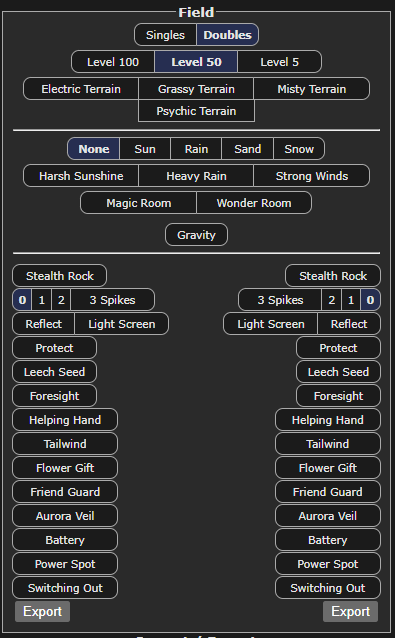 Field
Singles Doubles
Level 100 Level 50 Level 5
Electric Terrain Grassy Terrain Misty Terrain
Psychic Terrain
None Sun Rain Sand Snow
Harsh Sunshine Heavy Rain Strong Winds
Magic Room Wonder Room
Gravity
Stealth Rock Stealth Rock
0 1 2 3 Spikes 3 Spikes 2 1 0
Reflect Light Screen Light Screen Reflect
Protect Protect
Leech Seed Leech Seed
Foresight Foresight
Helping Hand Helping Hand
Tailwind Tailwind
Flower Gift Flower Gift
Friend Guard Friend Guard
Aurora Veil Aurora Veil
Battery Battery
Power Spot Power Spot
Switching Out Switching Out
Export Export